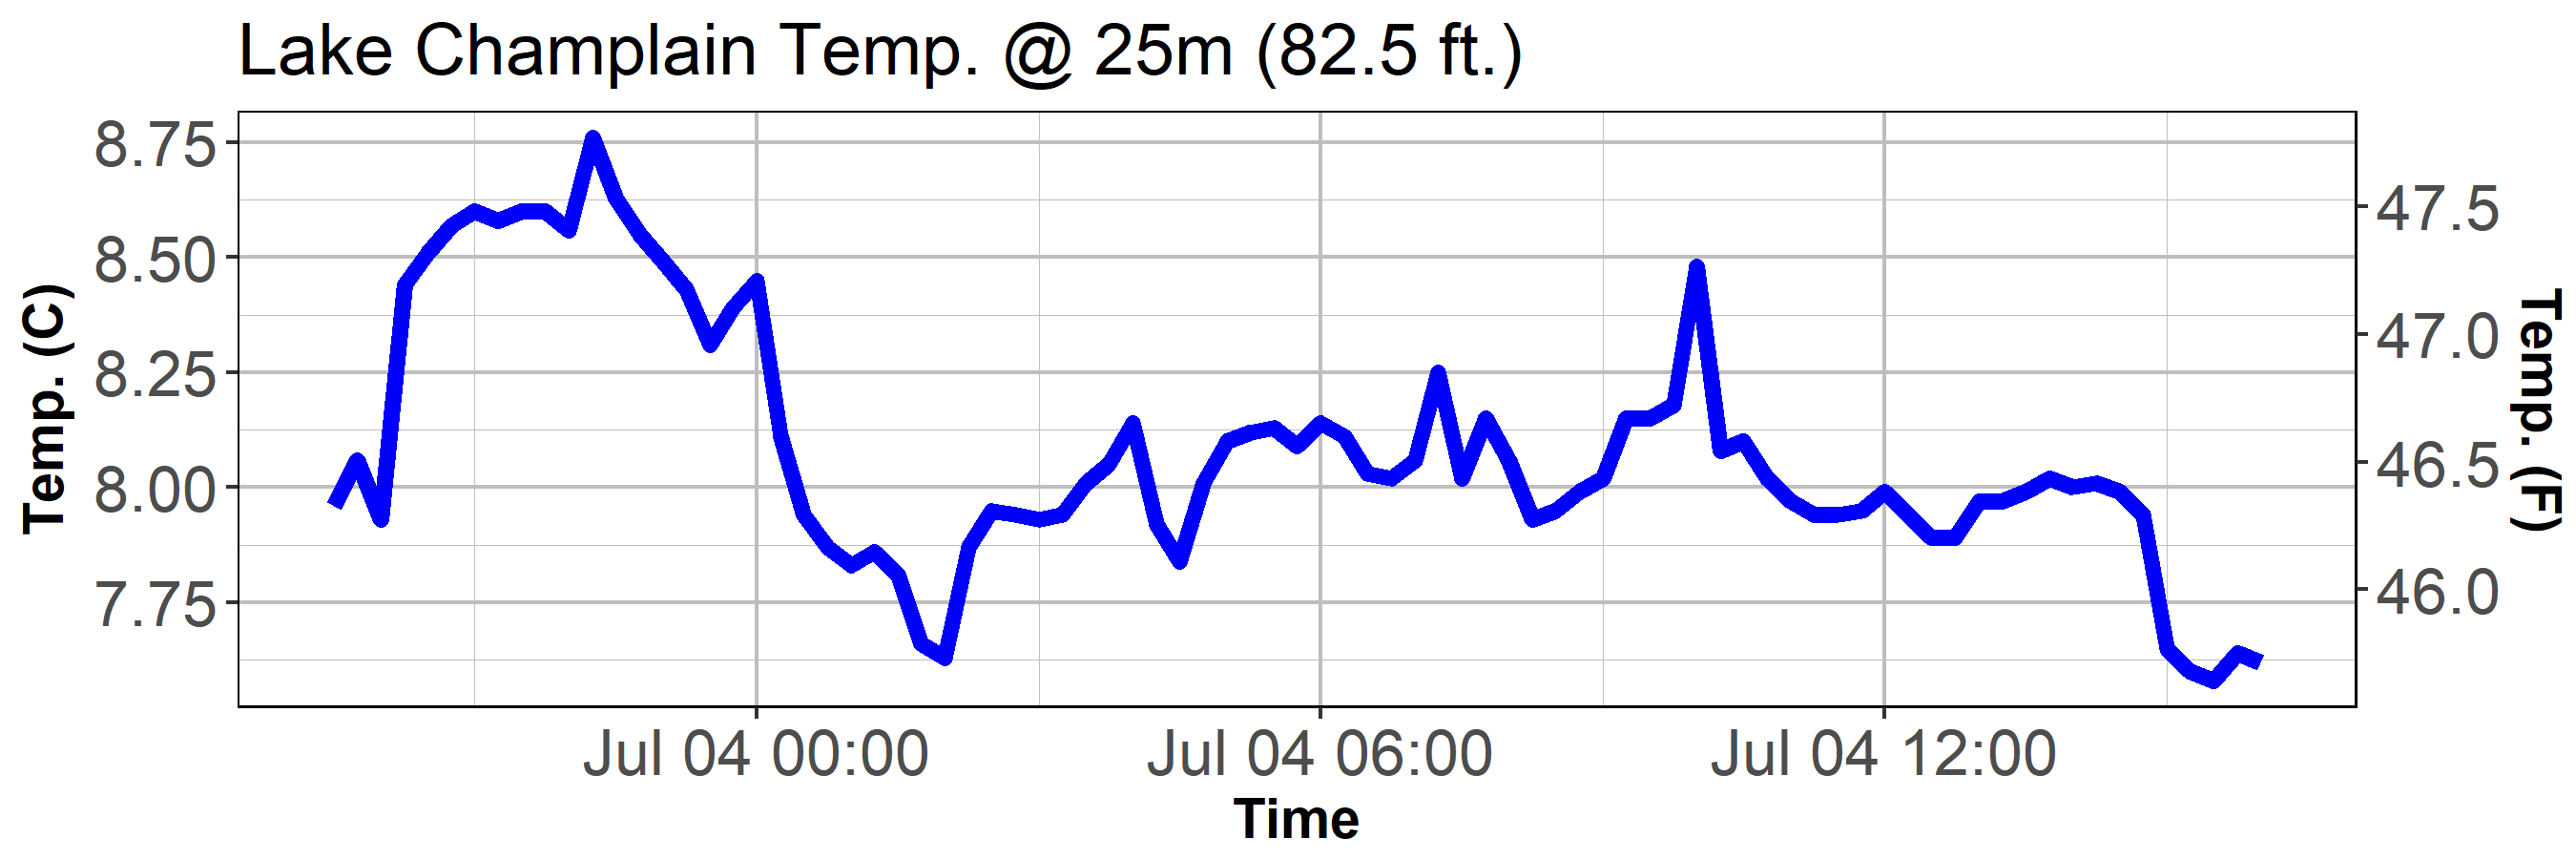 Lake Champlain Temp. @ 25m (82.5 ft.)
8.75
8.50
8.25
8.00
7.75
Temp. (C)
47.5
47.0
46.5
46.0
Temp. (F)
Jul 04 00:00
Jul 04 06:00
Jul 04 12:00
Time